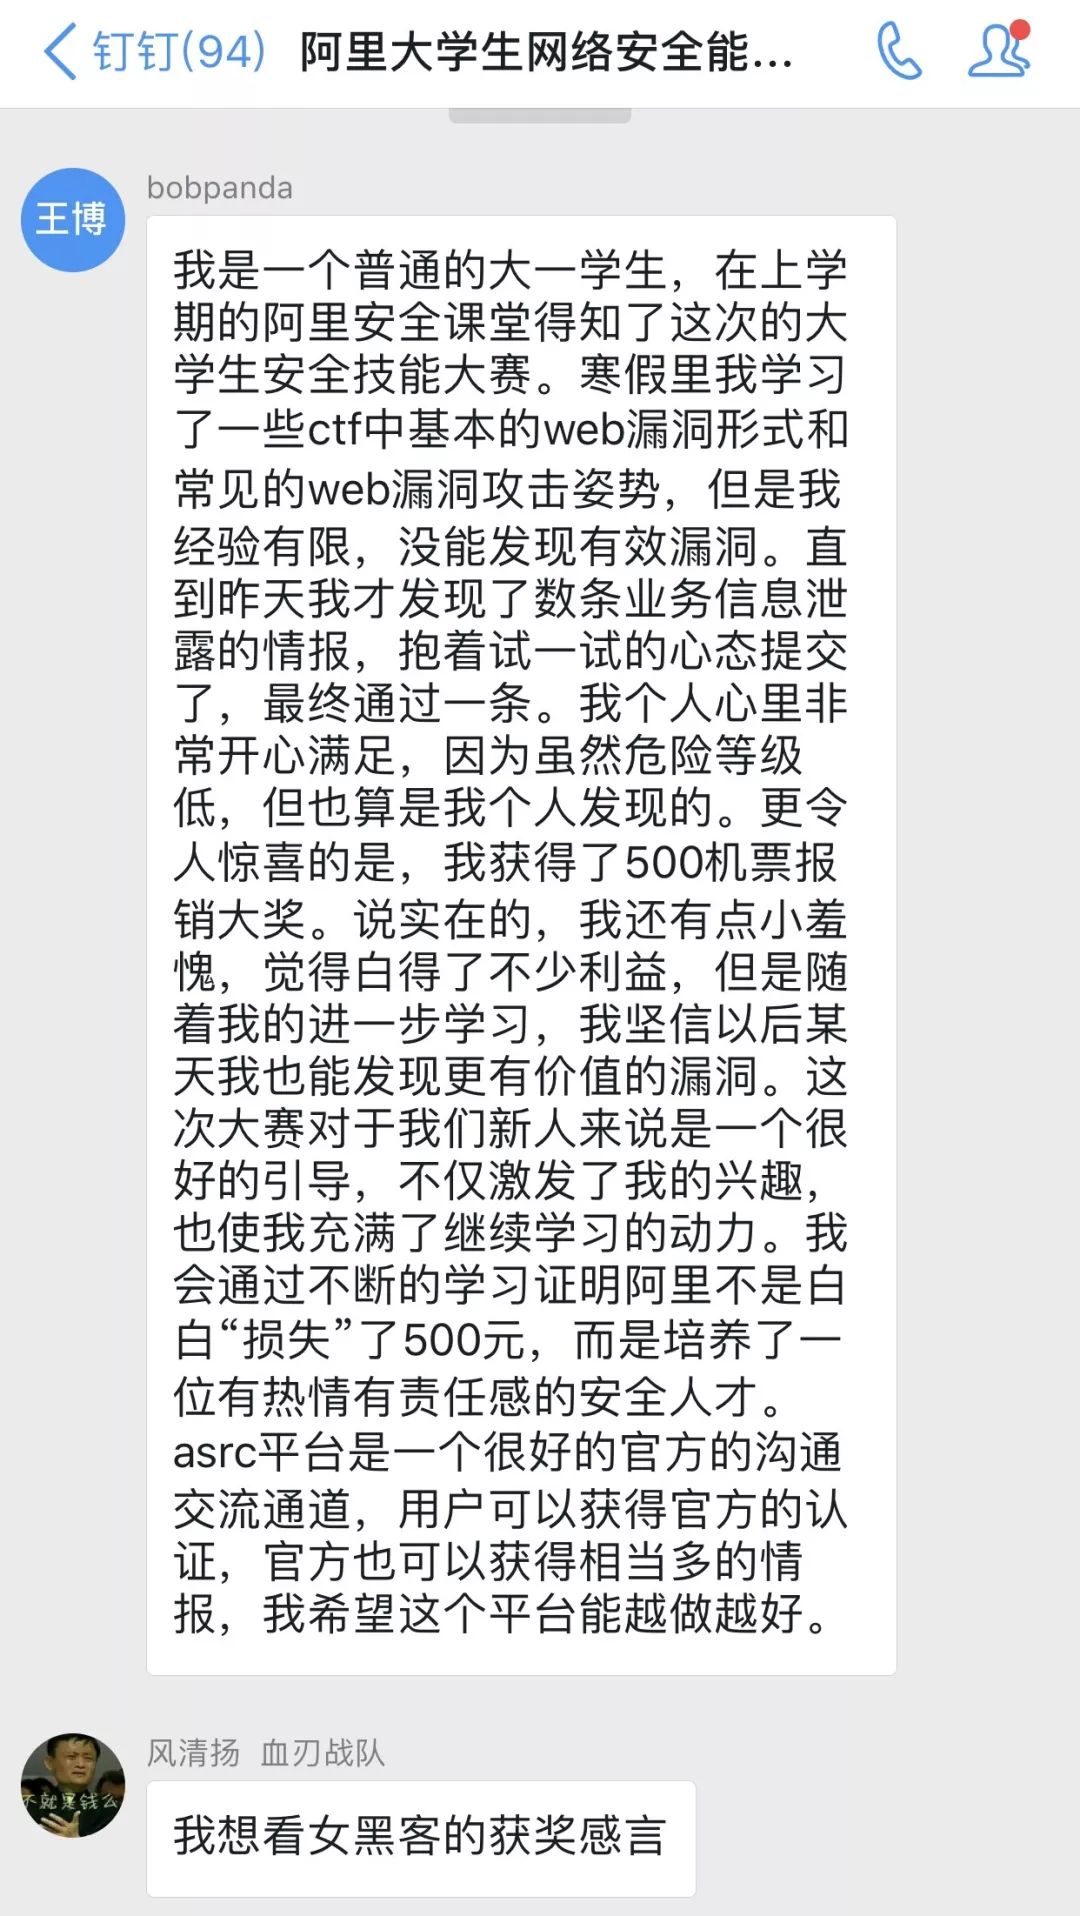 钉钉(94) 阿里大学生网络安全能...
王博
bobpanda
我是一个普通的大一学生，在上学
期的阿里安全课堂得知了这次的大
学生安全技能大赛。寒假里我学习
了一些ctf中基本的web漏洞形式和
常见的web漏洞攻击姿势，但是我
经验有限，没能发现有效漏洞。直
到昨天我才发现了数条业务信息泄
露的情报，抱着试一试的心态提交
了，最终通过一条。我个人心里非
常开心满足，因为虽然危险等级
低，但也算是我个人发现的。更令
人惊喜的是，我获得了500机票报
销大奖。说实在的，我还有点小羞
愧，觉得白得了不少利益，但是随
着我的进一步学习，我坚信以后某
天我也能发现更有价值的漏洞。这
次大赛对于我们新人来说是一个很
好的引导，不仅激发了我的兴趣，
也使我充满了继续学习的动力。我
会通过不断的学习证明阿里不是白
白“损失”了500元，而是培养了一
位有热情有责任感的安全人才。
asrc平台是一个很好的官方的沟通
交流通道，用户可以获得官方的认
证，官方也可以获得相当多的情
报，我希望这个平台能越做越好。
风清扬 血刃战队
不就是钱么
我想看女黑客的获奖感言